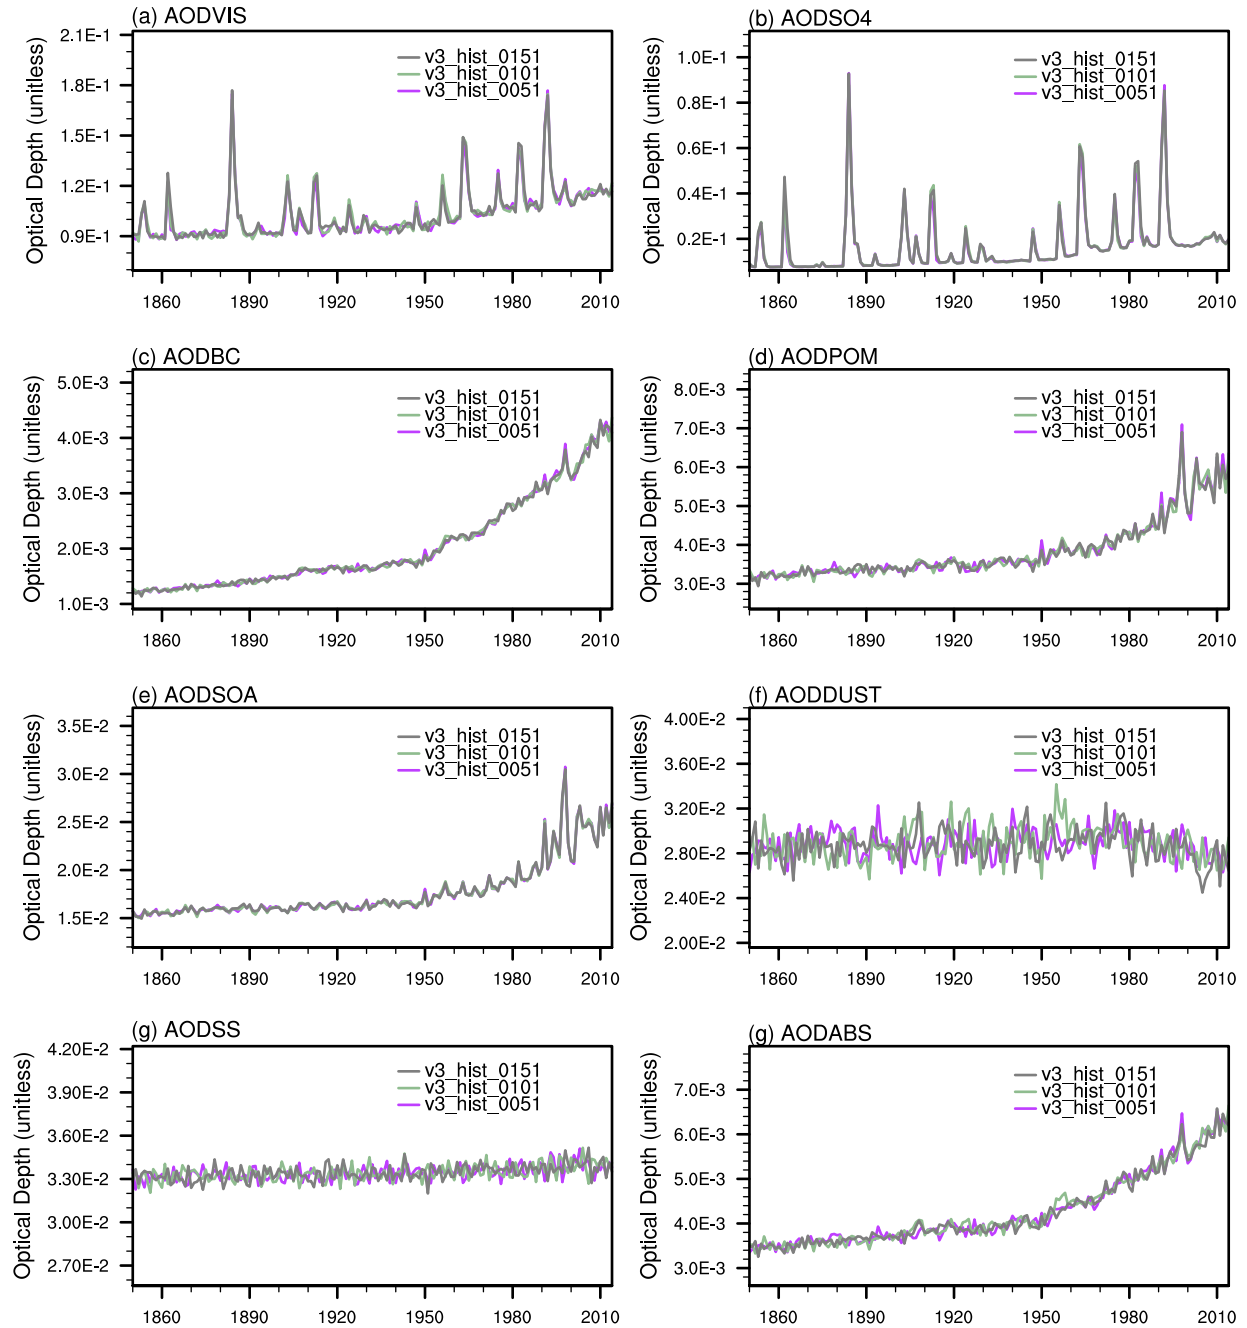 (a) AODVIS
Optical Depth (unitless)
2.1E-1
1.8E-1
1.5E-1
1.2E-1
0.9E-1
v3_hist_0151
v3_hist_0101
v3_hist_0051
1860 1890 1920 1950 1980 2010
(b) AODSO4
Optical Depth (unitless)
1.0E-1
0.8E-1
0.6E-1
0.4E-1
0.2E-1
v3_hist_0151
v3_hist_0101
v3_hist_0051
1860 1890 1920 1950 1980 2010
(c) AODBC
Optical Depth (unitless)
5.0E-3
4.0E-3
3.0E-3
2.0E-3
1.0E-3
v3_hist_0151
v3_hist_0101
v3_hist_0051
1860 1890 1920 1950 1980 2010
(d) AODPOM
Optical Depth (unitless)
8.0E-3
7.0E-3
6.0E-3
5.0E-3
4.0E-3
3.0E-3
v3_hist_0151
v3_hist_0101
v3_hist_0051
1860 1890 1920 1950 1980 2010
(e) AODSOA
Optical Depth (unitless)
3.5E-2
3.0E-2
2.5E-2
2.0E-2
1.5E-2
v3_hist_0151
v3_hist_0101
v3_hist_0051
1860 1890 1920 1950 1980 2010
(f) AODDUST
Optical Depth (unitless)
4.00E-2
3.60E-2
3.20E-2
2.80E-2
2.40E-2
2.00E-2
v3_hist_0151
v3_hist_0101
v3_hist_0051
1860 1890 1920 1950 1980 2010
(g) AODSS
Optical Depth (unitless)
4.20E-2
3.90E-2
3.60E-2
3.30E-2
3.00E-2
2.70E-2
v3_hist_0151
v3_hist_0101
v3_hist_0051
1860 1890 1920 1950 1980 2010
(g) AODABS
Optical Depth (unitless)
7.0E-3
6.0E-3
5.0E-3
4.0E-3
3.0E-3
v3_hist_0151
v3_hist_0101
v3_hist_0051
1860 1890 1920 1950 1980 2010